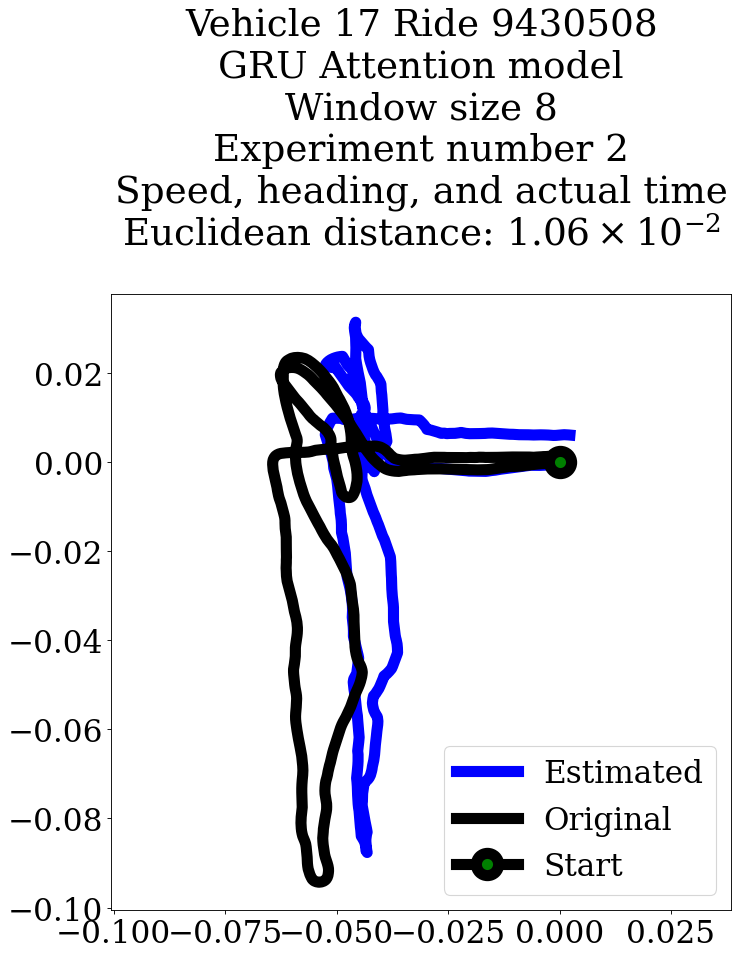 Vehicle 17 Ride 9430508
GRU Attention model
Window size 8
Experiment number 2
Speed, heading, and actual time
Euclidean distance: 1.06 × 10⁻²
0.02
0.00
−0.02
−0.04
−0.06
−0.08
−0.10
Estimated
Original
Start
−0.100 −0.075 −0.050 −0.025 0.000 0.025